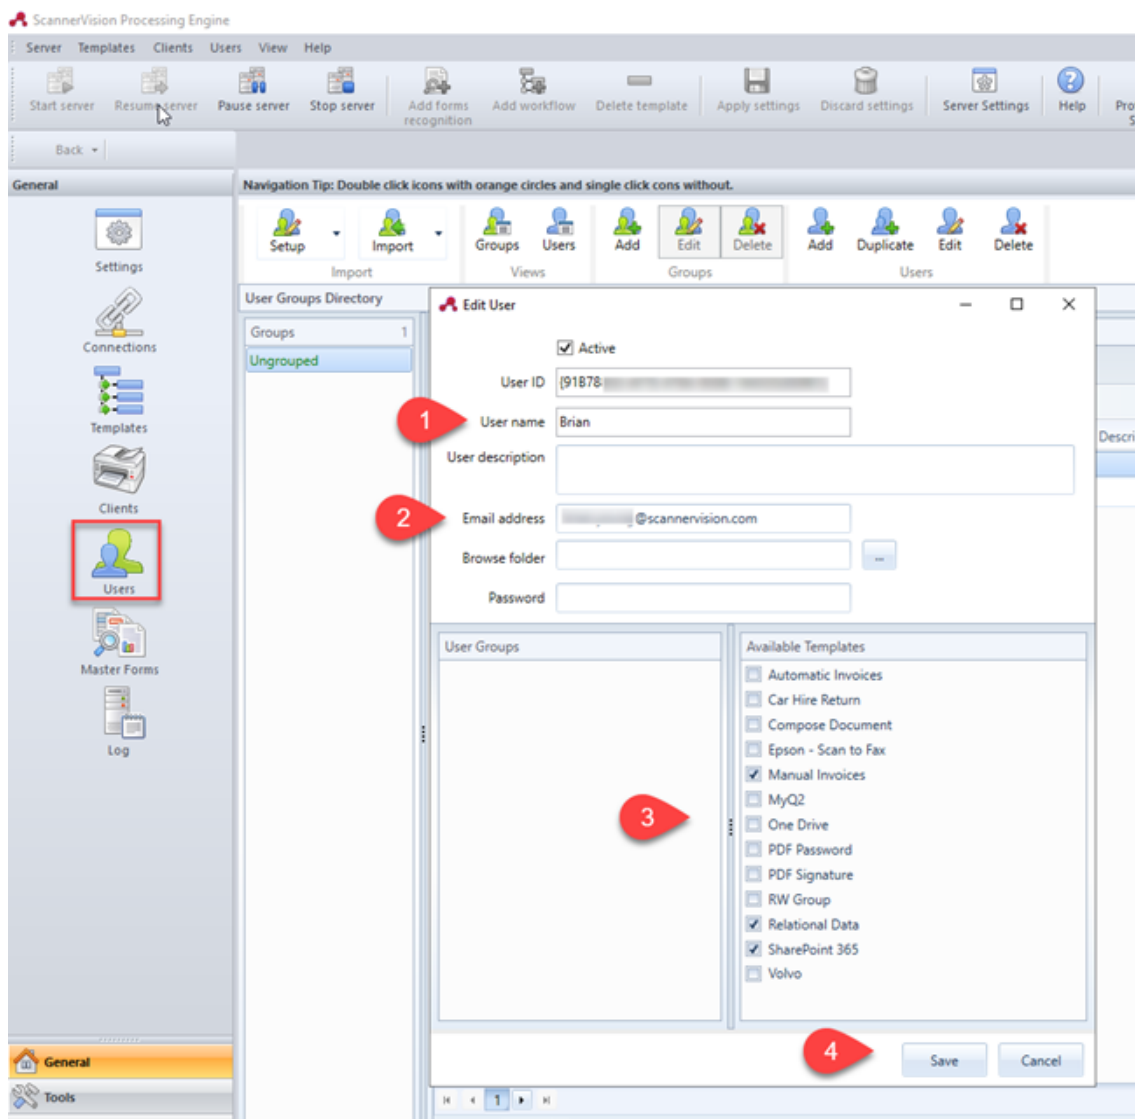 ScannerVision Processing Engine
Server Templates Clients Users View Help
Start server Resume server Pause server Stop server Add forms recognition Add workflow Delete template Apply settings Discard settings Server Settings Help
Back
General
Navigation Tip: Double click icons with orange circles and single click cons without.
Settings
Connections
Templates
Clients
Users
Master Forms
Log
General
Tools
Setup Import Groups Users Add Edit Delete Add Duplicate Edit Delete
Import Views Groups Users
User Groups Directory
Groups 1
Ungrouped
Edit User
Active
User ID {91B78
1 User name Brian
User description
2 Email address @scannervision.com
Browse folder ...
Password
User Groups
Available Templates
Automatic Invoices
Car Hire Return
Compose Document
Epson - Scan to Fax
Manual Invoices
MyQ2
3 One Drive
PDF Password
PDF Signature
RW Group
Relational Data
SharePoint 365
Volvo
4 Save Cancel
1